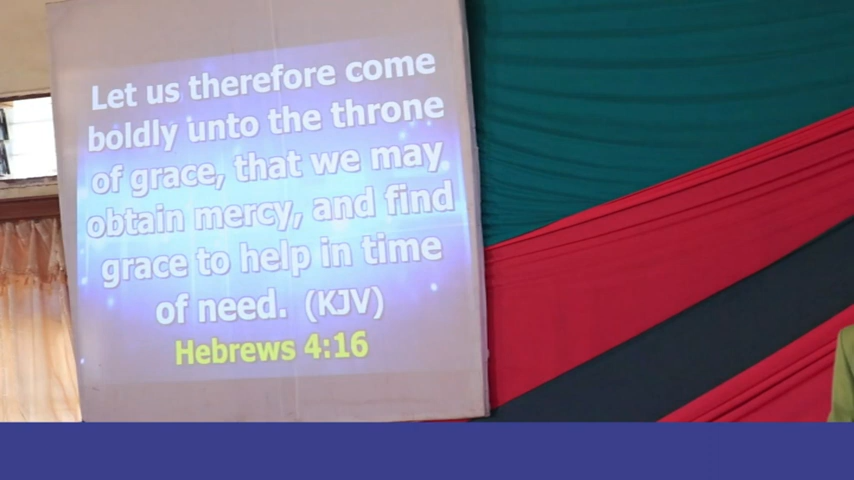 Let us therefore come
boldly unto the throne
of grace, that we may
obtain mercy, and find
grace to help in time
of need. (KJV)
Hebrews 4:16